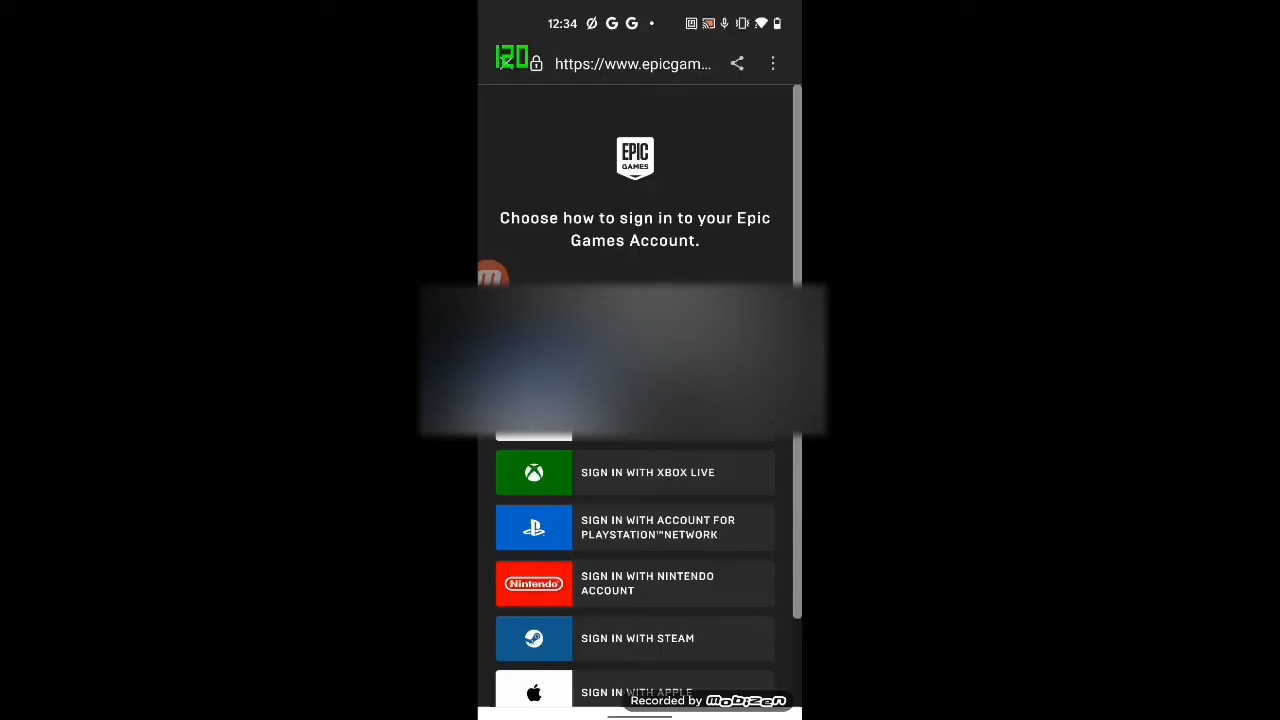 12:34
120
https://www.epicgam...
EPIC
GAMES
Choose how to sign in to your Epic
Games Account.
SIGN IN WITH XBOX LIVE
SIGN IN WITH ACCOUNT FOR
PLAYSTATION™NETWORK
Nintendo
SIGN IN WITH NINTENDO
ACCOUNT
SIGN IN WITH STEAM
SIGN IN WITH APPLE
Recorded by mobizen